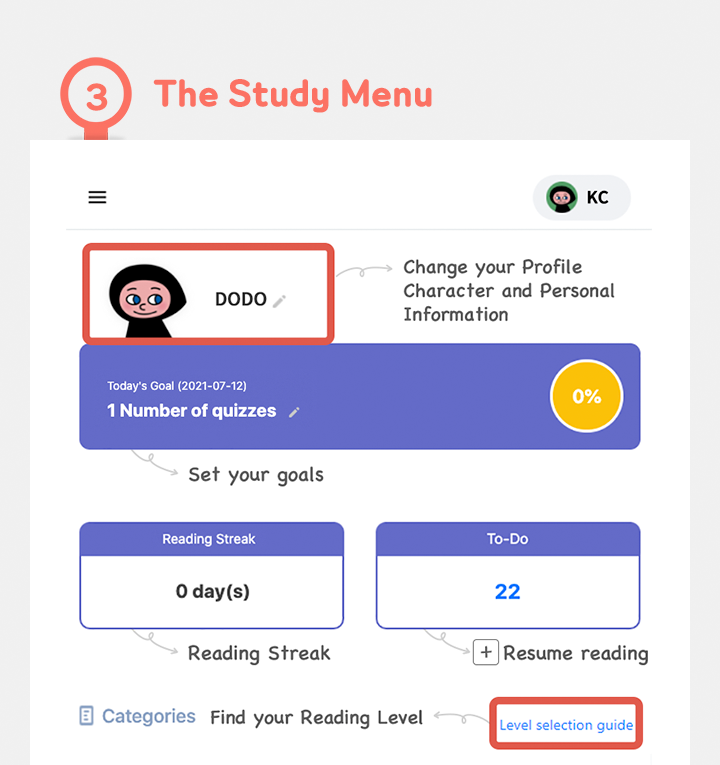 3 The Study Menu
KC
DODO
Change your Profile
Character and Personal
Information
Today's Goal (2021-07-12)
1 Number of quizzes
0%
Set your goals
Reading Streak
To-Do
0 day(s)
22
Reading Streak
+ Resume reading
Categories
Find your Reading Level
Level selection guide